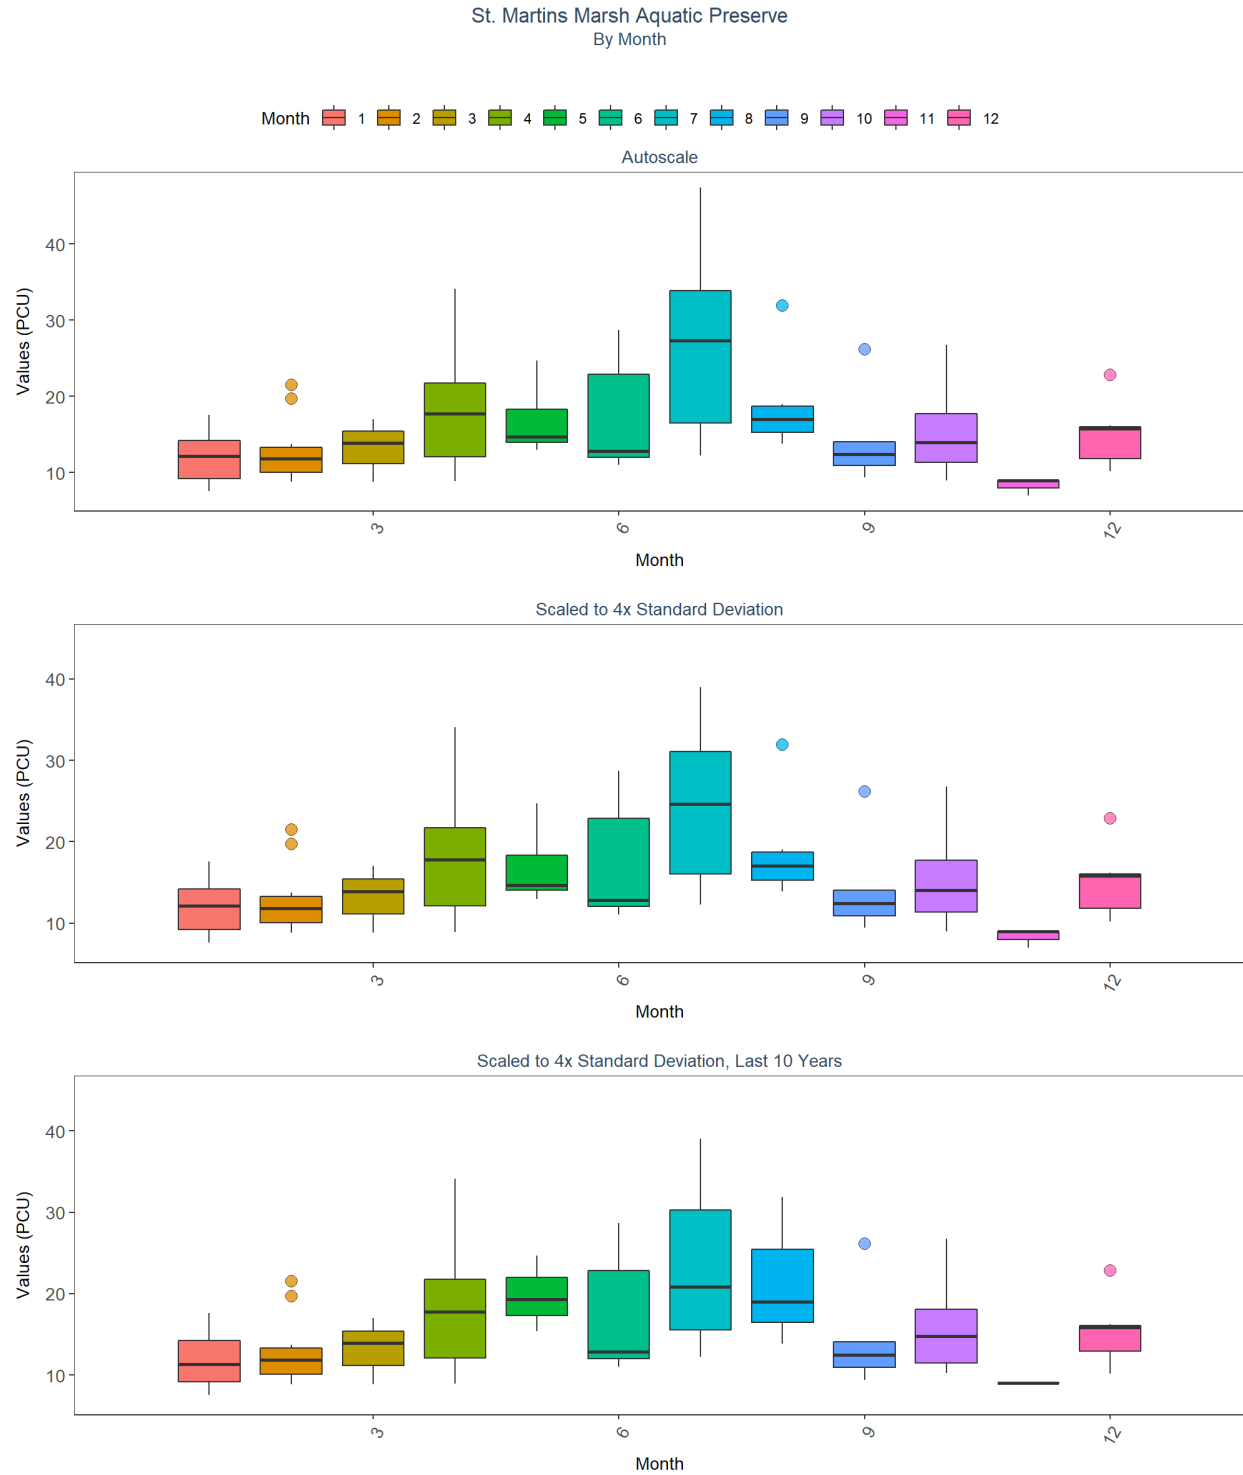 St. Martins Marsh Aquatic Preserve
By Month
Month 1 2 3 4 5 6 7 8 9 10 11 12
Autoscale
Values (PCU)
40
30
20
10
3 6 9 12
Month
Scaled to 4x Standard Deviation
Values (PCU)
40
30
20
10
3 6 9 12
Month
Scaled to 4x Standard Deviation, Last 10 Years
Values (PCU)
40
30
20
10
3 6 9 12
Month